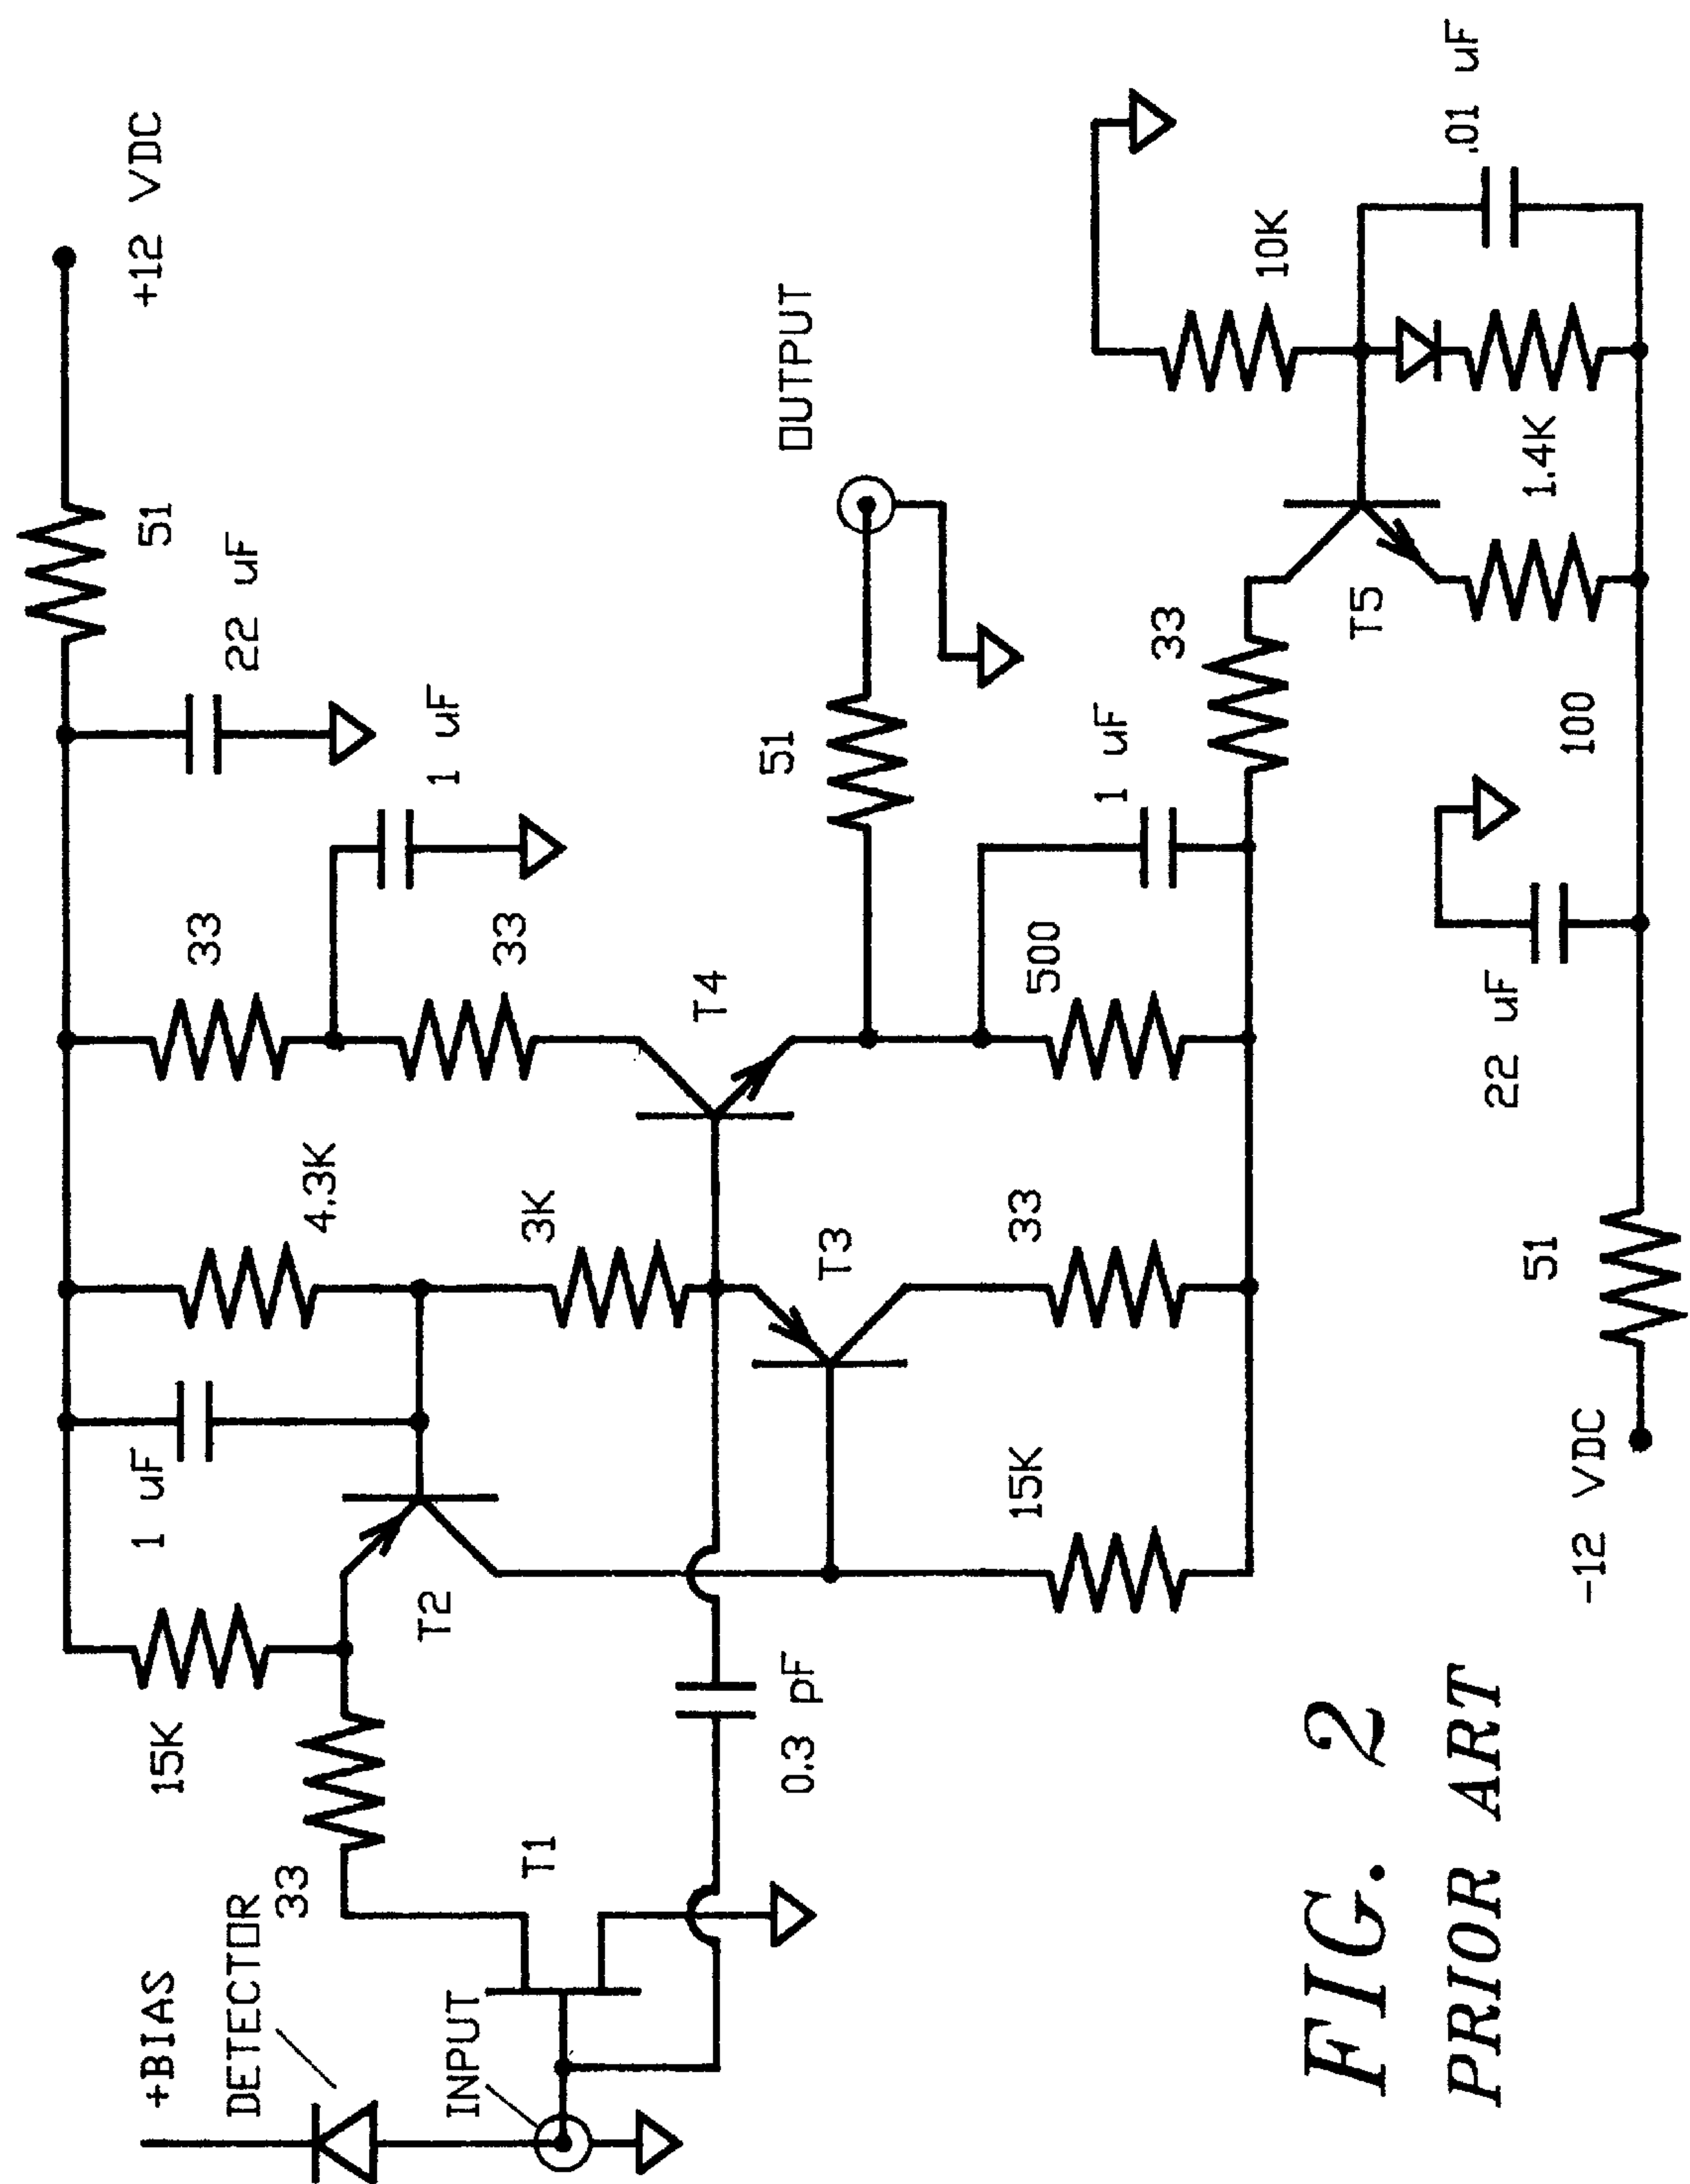 +12 VDC
51
22 uF
33
1 uF
33
4.3K
1 uF
15K
33
+BIAS
DETECTOR
INPUT
T1
T2
3K
T4
T3
0.3 pF
OUTPUT
51
1 uF
500
33
15K
33
10K
.01 uF
1.4K
T5
100
22 uF
51
-12 VDC
FIG. 2
PRIOR ART